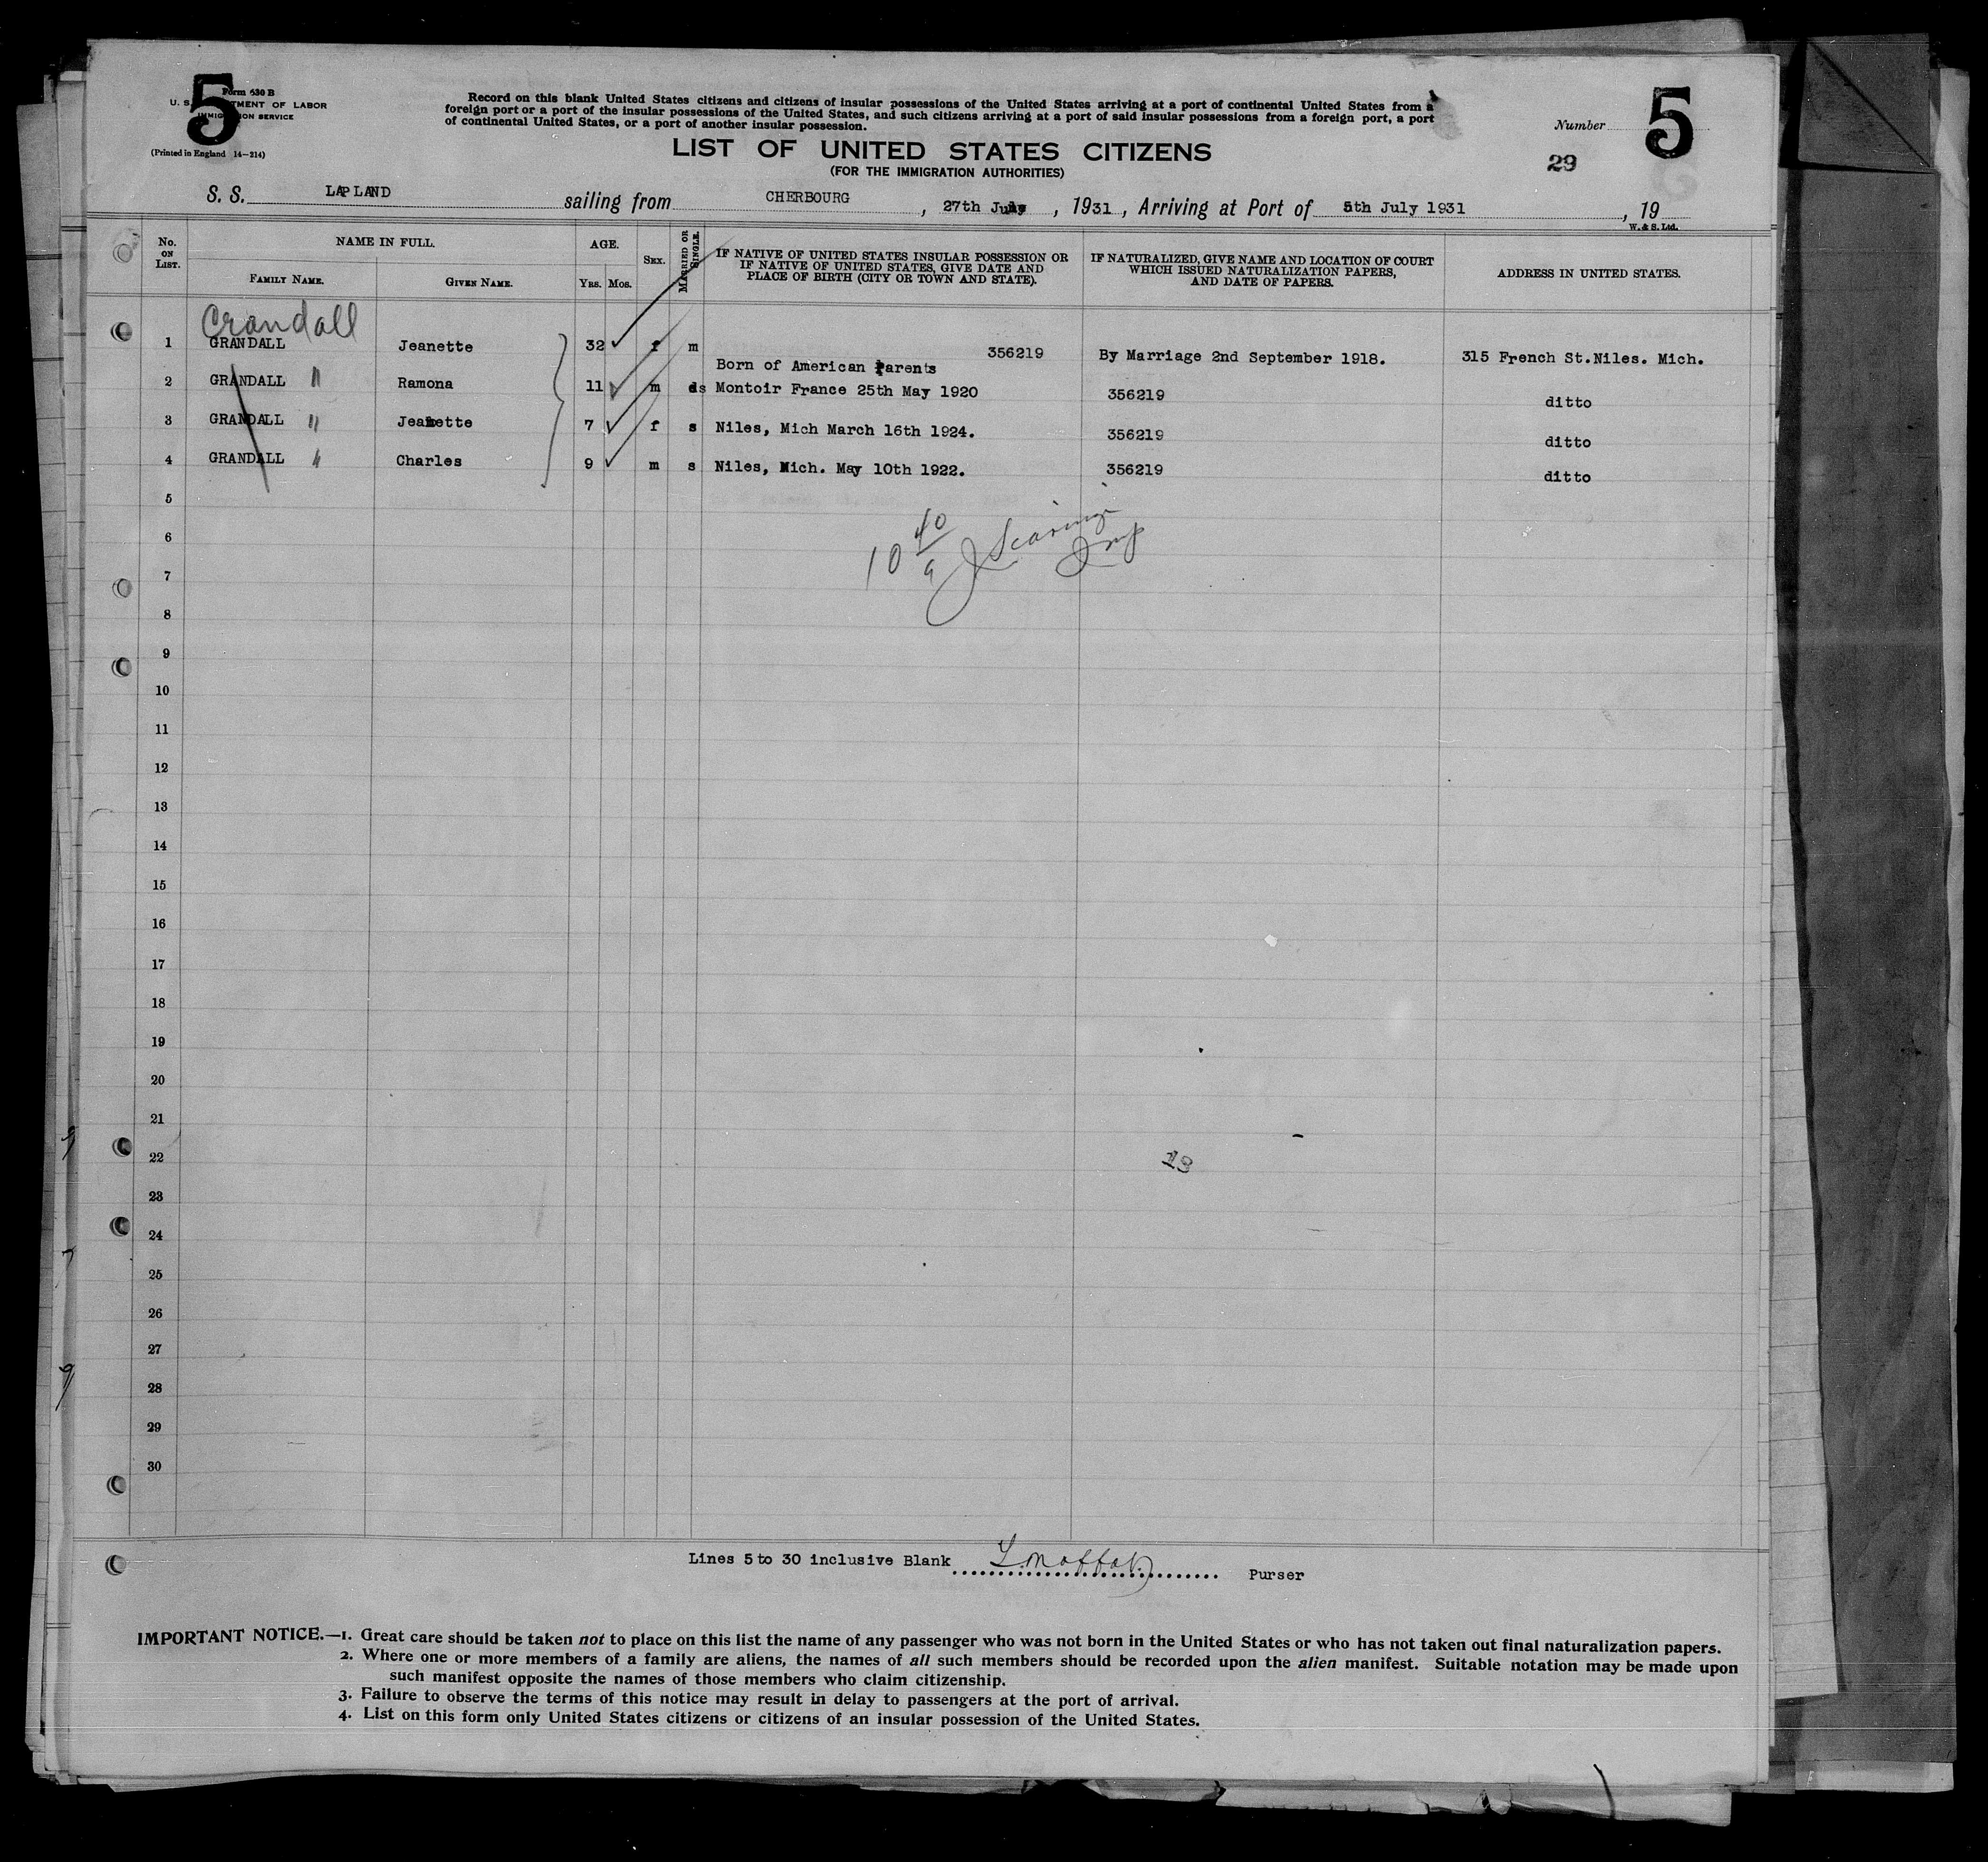 5
Form 630 B
U. S. DEPARTMENT OF LABOR
IMMIGRATION SERVICE
(Printed in England 14—214)
Record on this blank United States citizens and citizens of insular possessions of the United States arriving at a port of continental United States from a
foreign port or a port of the insular possessions of the United States, and such citizens arriving at a port of said insular possessions from a foreign port, a port
of continental United States, or a port of another insular possession.
LIST OF UNITED STATES CITIZENS
(FOR THE IMMIGRATION AUTHORITIES)
Number 5
29
S. S. LAPLAND sailing from CHERBOURG , 27th July , 1931 , Arriving at Port of 5th July 1931 , 19
W. & S. Ltd.
No. ON LIST. NAME IN FULL. FAMILY NAME. GIVEN NAME. AGE. YRS. MOS. SEX. MARRIED OR SINGLE. IF NATIVE OF UNITED STATES INSULAR POSSESSION OR IF NATIVE OF UNITED STATES, GIVE DATE AND PLACE OF BIRTH (CITY OR TOWN AND STATE). IF NATURALIZED, GIVE NAME AND LOCATION OF COURT WHICH ISSUED NATURALIZATION PAPERS, AND DATE OF PAPERS. ADDRESS IN UNITED STATES.
Crandall
1 GRANDALL Jeanette 32 f m 356219 By Marriage 2nd September 1918. 315 French St.Niles. Mich.
Born of American Parents
2 GRANDALL " Ramona 11 m s Montoir France 25th May 1920 356219 ditto
3 GRANDALL " Jeanette 7 f s Niles, Mich March 16th 1924. 356219 ditto
4 GRANDALL " Charles 9 m s Niles, Mich. May 10th 1922. 356219 ditto
5
6
7
8
9
10
11
12
13
14
15
16
17
18
19
20
21
22
23
24
25
26
27
28
29
30
10 40/a
Insp
13
Lines 5 to 30 inclusive Blank Purser
IMPORTANT NOTICE.—1. Great care should be taken not to place on this list the name of any passenger who was not born in the United States or who has not taken out final naturalization papers.
2. Where one or more members of a family are aliens, the names of all such members should be recorded upon the alien manifest. Suitable notation may be made upon
such manifest opposite the names of those members who claim citizenship.
3. Failure to observe the terms of this notice may result in delay to passengers at the port of arrival.
4. List on this form only United States citizens or citizens of an insular possession of the United States.